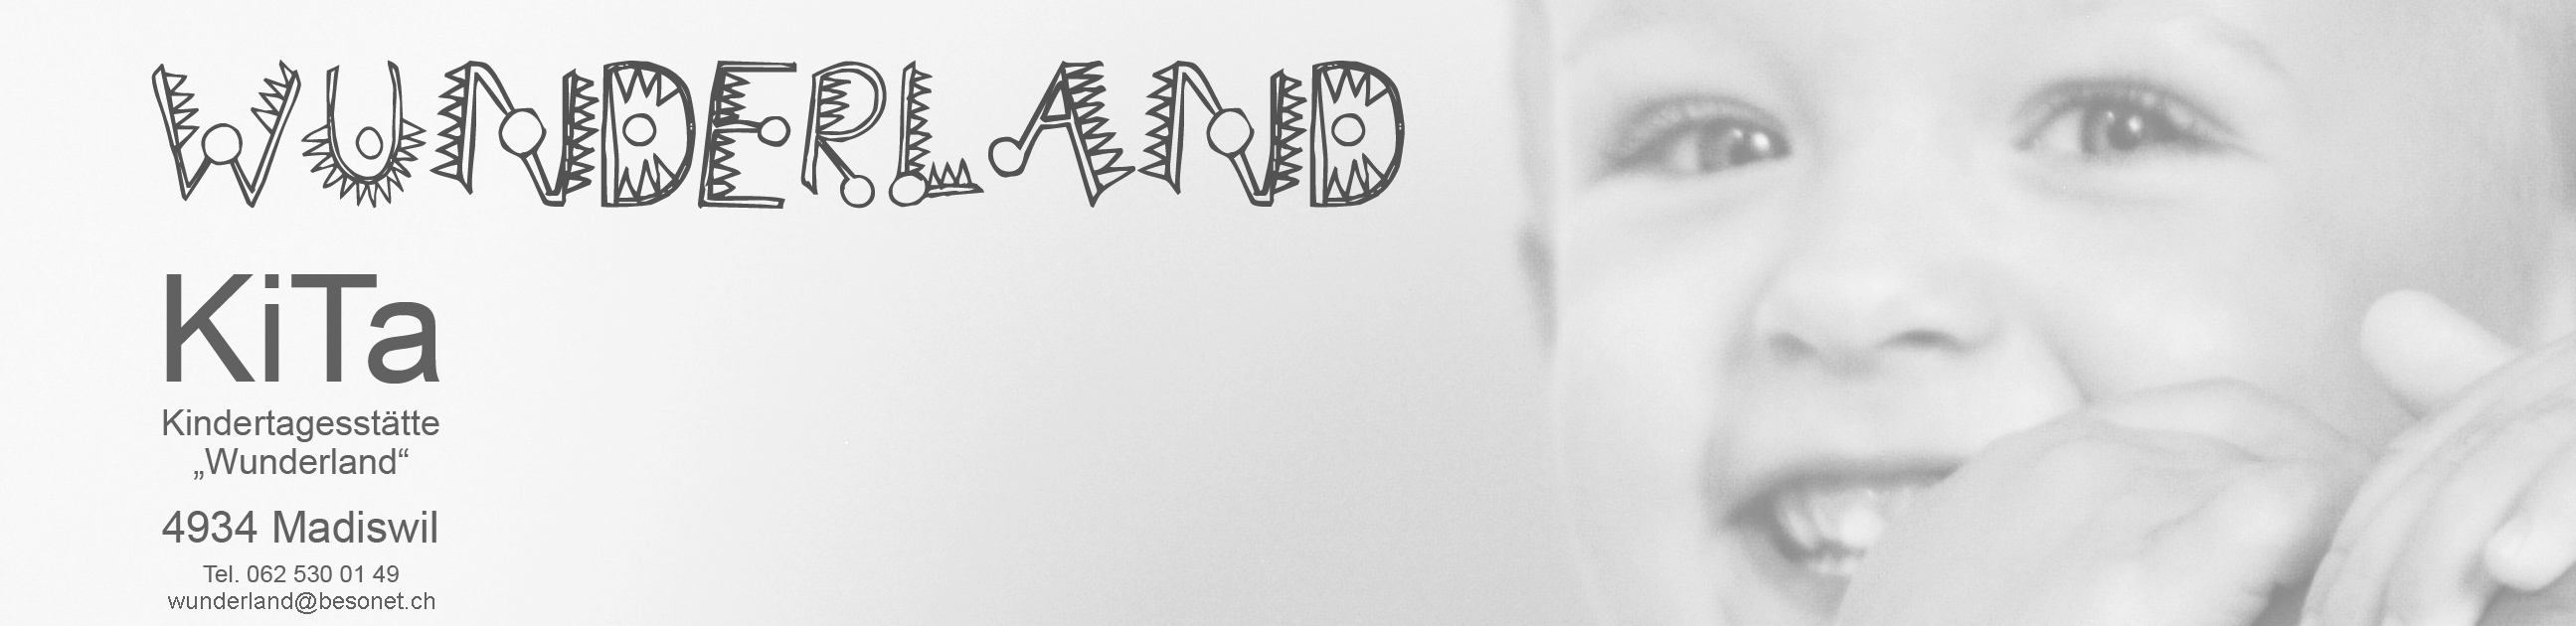 WUNDERLAND
KiTa
Kindertagesstätte
„Wunderland“
4934 Madiswil
Tel. 062 530 01 49
wunderland@besonet.ch